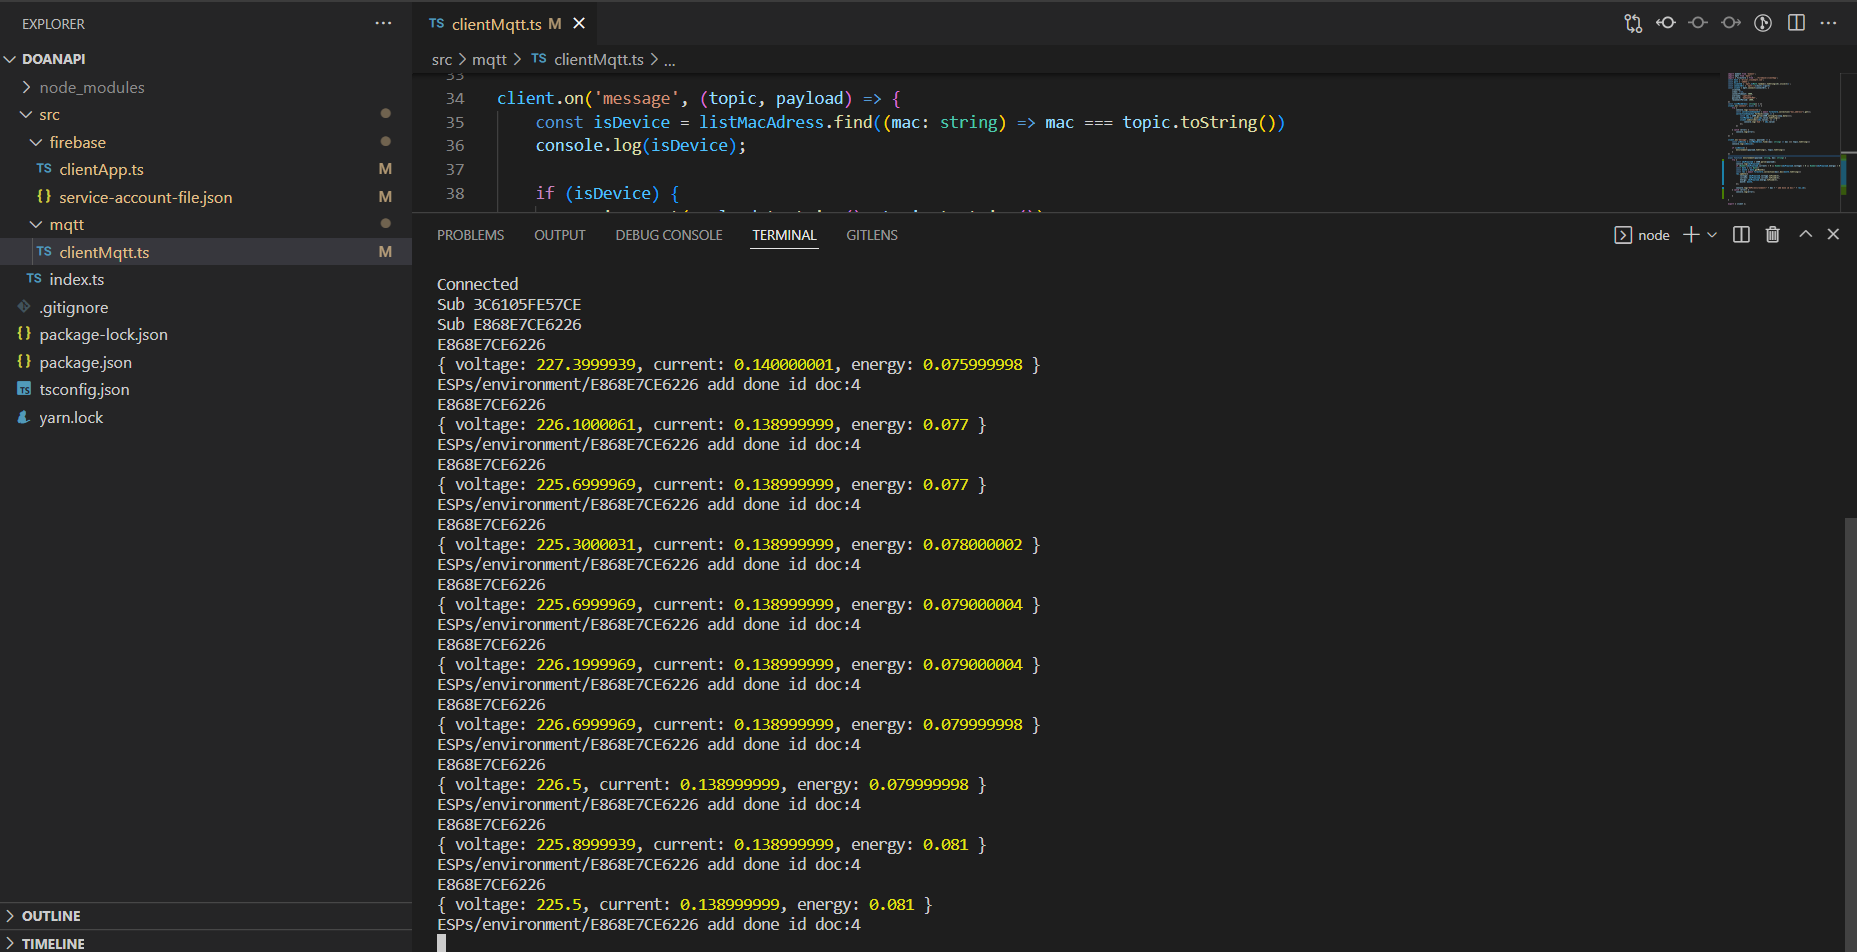 EXPLORER
DOANAPI
node_modules
src
firebase
TS clientApp.ts M
{} service-account-file.json M
mqtt
TS clientMqtt.ts M
TS index.ts
.gitignore
{} package-lock.json
{} package.json
TS tsconfig.json
yarn.lock
OUTLINE
TIMELINE
TS clientMqtt.ts M
src > mqtt > TS clientMqtt.ts > ...
33
34 client.on('message', (topic, payload) => {
35 const isDevice = listMacAdress.find((mac: string) => mac === topic.toString())
36 console.log(isDevice);
37
38 if (isDevice) {
PROBLEMS OUTPUT DEBUG CONSOLE TERMINAL GITLENS
node
Connected
Sub 3C6105FE57CE
Sub E868E7CE6226
E868E7CE6226
{ voltage: 227.3999939, current: 0.140000001, energy: 0.075999998 }
ESPs/environment/E868E7CE6226 add done id doc:4
E868E7CE6226
{ voltage: 226.1000061, current: 0.138999999, energy: 0.077 }
ESPs/environment/E868E7CE6226 add done id doc:4
E868E7CE6226
{ voltage: 225.6999969, current: 0.138999999, energy: 0.077 }
ESPs/environment/E868E7CE6226 add done id doc:4
E868E7CE6226
{ voltage: 225.3000031, current: 0.138999999, energy: 0.078000002 }
ESPs/environment/E868E7CE6226 add done id doc:4
E868E7CE6226
{ voltage: 225.6999969, current: 0.138999999, energy: 0.079000004 }
ESPs/environment/E868E7CE6226 add done id doc:4
E868E7CE6226
{ voltage: 226.1999969, current: 0.138999999, energy: 0.079000004 }
ESPs/environment/E868E7CE6226 add done id doc:4
E868E7CE6226
{ voltage: 226.6999969, current: 0.138999999, energy: 0.079999998 }
ESPs/environment/E868E7CE6226 add done id doc:4
E868E7CE6226
{ voltage: 226.5, current: 0.138999999, energy: 0.079999998 }
ESPs/environment/E868E7CE6226 add done id doc:4
E868E7CE6226
{ voltage: 225.8999939, current: 0.138999999, energy: 0.081 }
ESPs/environment/E868E7CE6226 add done id doc:4
E868E7CE6226
{ voltage: 225.5, current: 0.138999999, energy: 0.081 }
ESPs/environment/E868E7CE6226 add done id doc:4